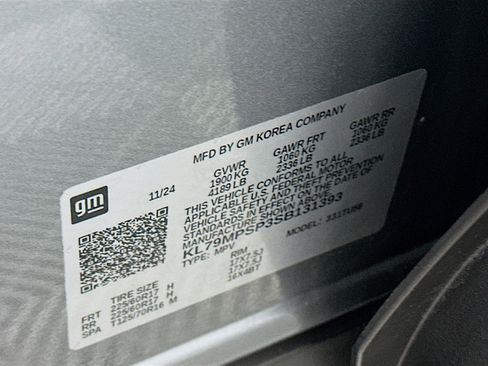 MFD BY GM KOREA COMPANY
gm
11/24
GVWR
1900 KG
4189 LB
GAWR FRT
1060 KG
2336 LB
GAWR RR
1060 KG
2336 LB
THIS VEHICLE CONFORMS TO ALL
APPLICABLE U.S. FEDERAL MOTOR
VEHICLE SAFETY AND THEFT PREVENTION
STANDARDS IN EFFECT ON THE DATE OF
MANUFACTURE SHOWN ABOVE.
KL79MPSP3SB131393
TYPE: MPV
MODEL: 331TU58
TIRE SIZE
RIM
FRT 225/60R17 H 17X7.5J
RR 225/60R17 H 17X7.5J
SPA T125/70R16 M 16X4BT